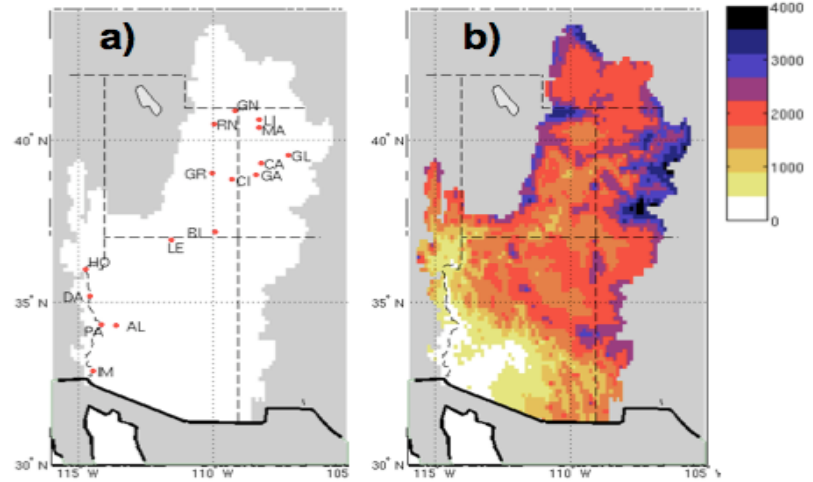 a)
b)
GN
RN
LI
MA
GL
CA
GR
CI
GA
BL
LE
HO
DA
PA
AL
IM
40° N
35° N
30° N
115° W
110° W
105
40° N
35° N
30° N
115° W
110° W
105
4000
3000
2000
1000
0